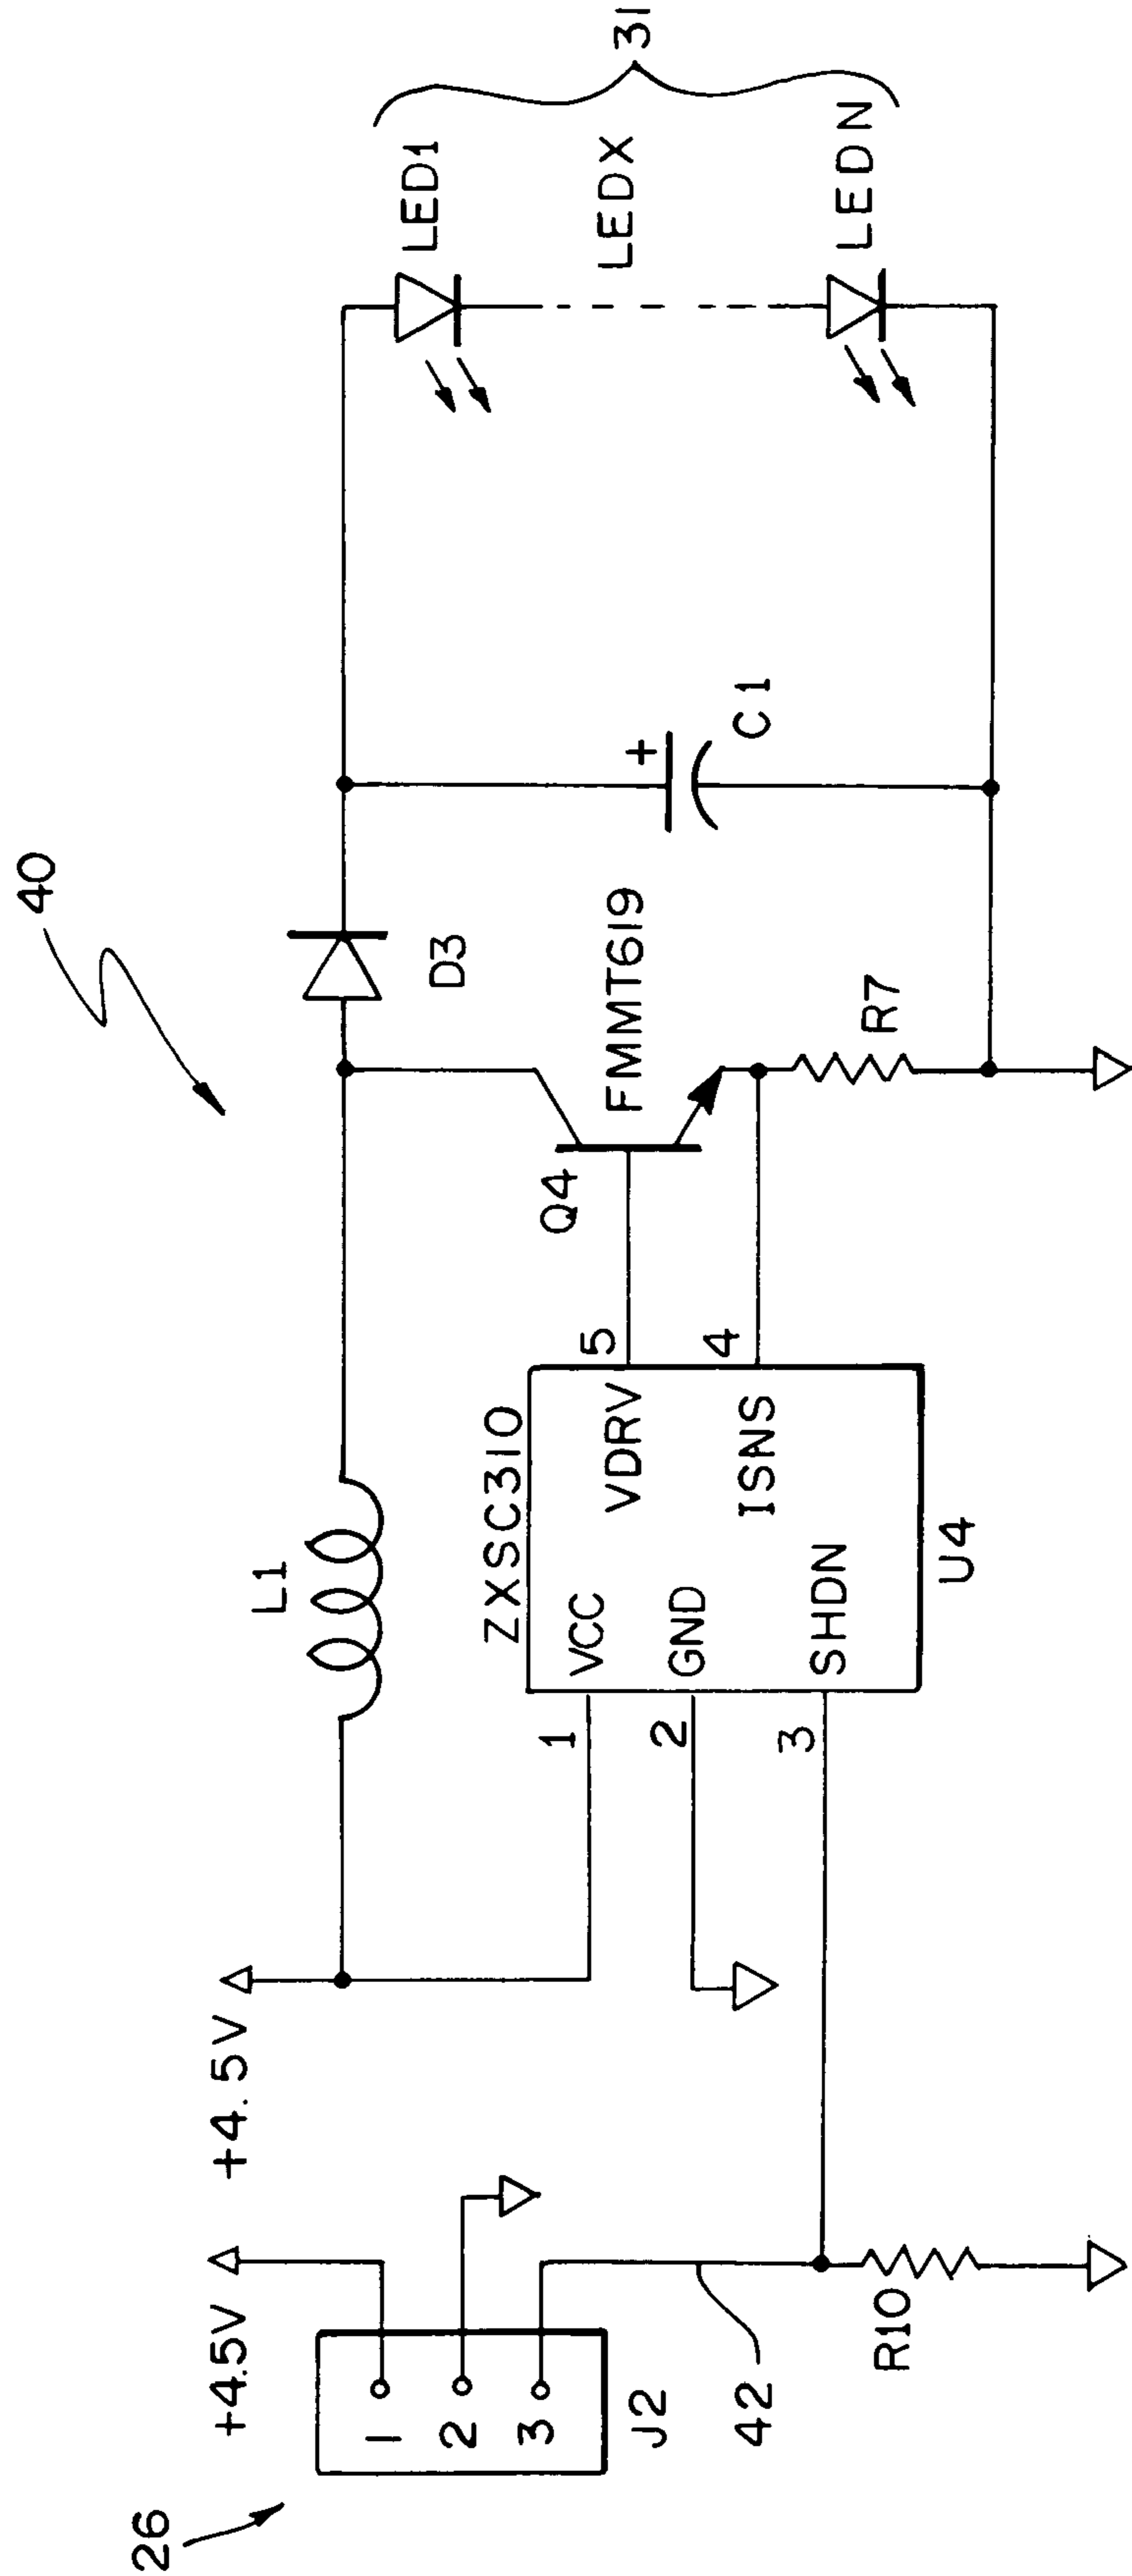 40
26
+4.5V
+4.5V
L1
D3
LED1
LEDX
LEDN
31
1
2
3
J2
42
R10
ZXSC310
1
VCC
2
GND
3
SHDN
VDRV
5
ISNS
4
U4
Q4
FMMT619
R7
+
C1